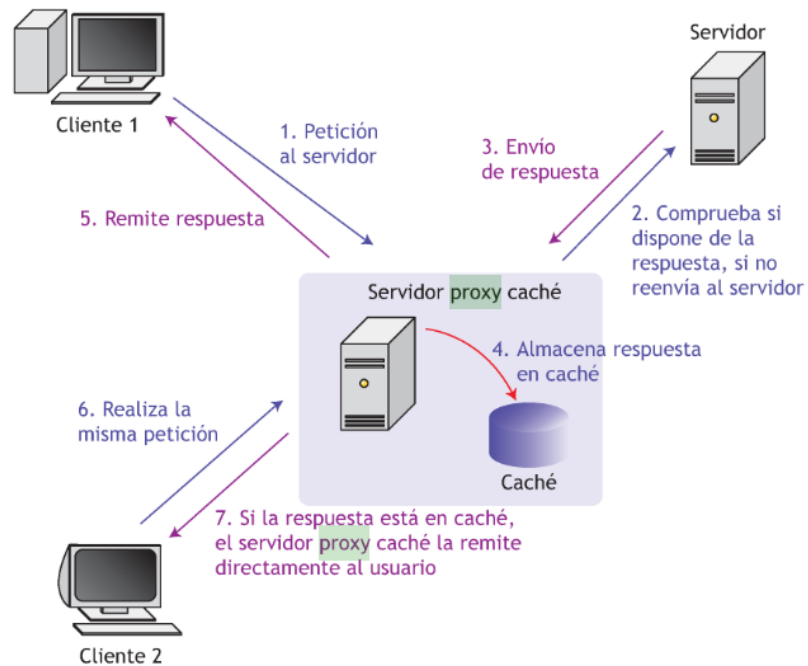 Servidor
Cliente 1
1. Petición
al servidor
3. Envío
de respuesta
5. Remite respuesta
2. Comprueba si
dispone de la
respuesta, si no
reenvía al servidor
Servidor proxy caché
4. Almacena respuesta
en caché
6. Realiza la
misma petición
Caché
7. Si la respuesta está en caché,
el servidor proxy caché la remite
directamente al usuario
Cliente 2